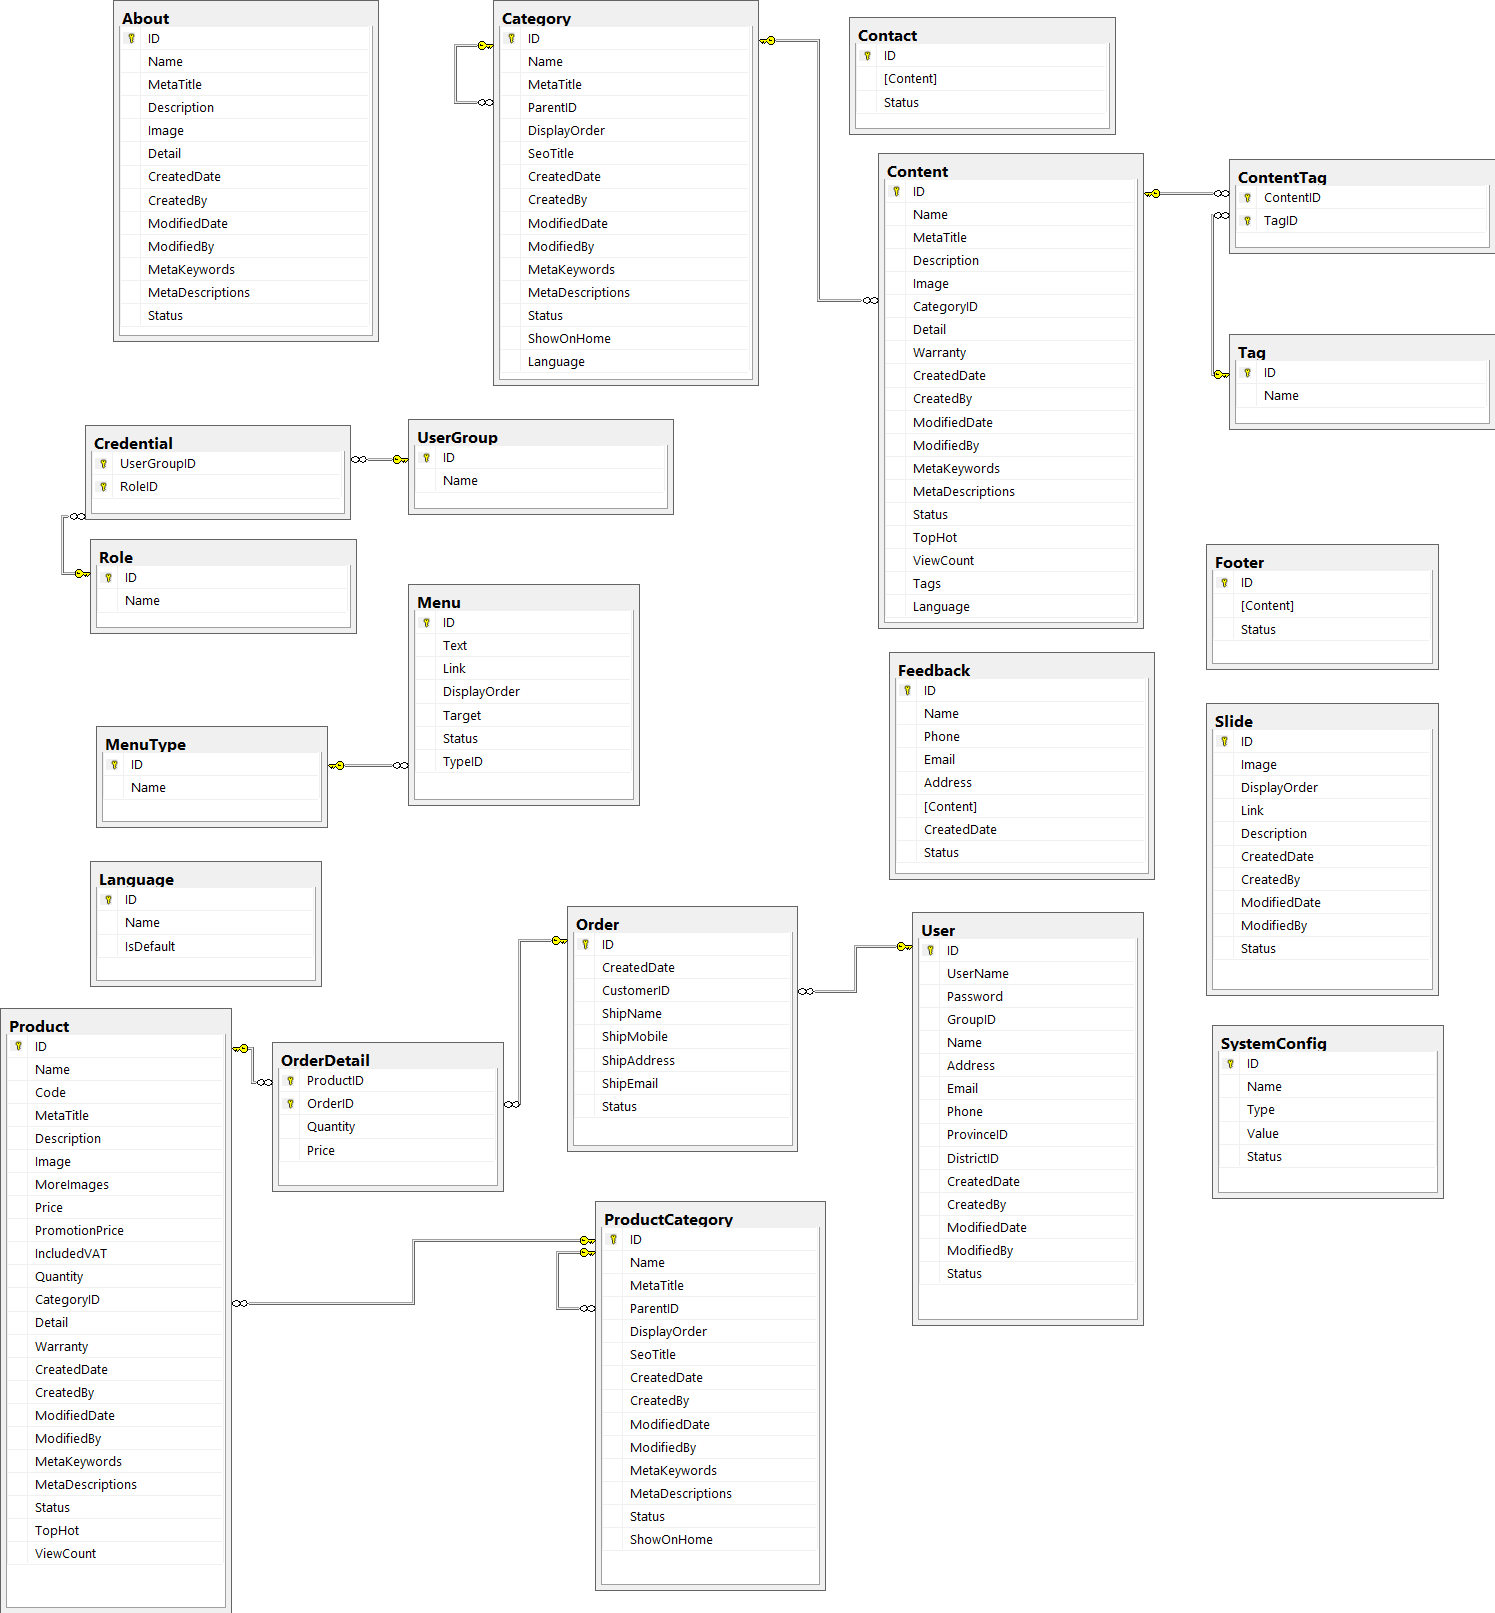 About
ID
Name
MetaTitle
Description
Image
Detail
CreatedDate
CreatedBy
ModifiedDate
ModifiedBy
MetaKeywords
MetaDescriptions
Status
Category
ID
Name
MetaTitle
ParentID
DisplayOrder
SeoTitle
CreatedDate
CreatedBy
ModifiedDate
ModifiedBy
MetaKeywords
MetaDescriptions
Status
ShowOnHome
Language
Contact
ID
[Content]
Status
Content
ID
Name
MetaTitle
Description
Image
CategoryID
Detail
Warranty
CreatedDate
CreatedBy
ModifiedDate
ModifiedBy
MetaKeywords
MetaDescriptions
Status
TopHot
ViewCount
Tags
Language
ContentTag
ContentID
TagID
Tag
ID
Name
Credential
UserGroupID
RoleID
UserGroup
ID
Name
Role
ID
Name
Menu
ID
Text
Link
DisplayOrder
Target
Status
TypeID
MenuType
ID
Name
Footer
ID
[Content]
Status
Feedback
ID
Name
Phone
Email
Address
[Content]
CreatedDate
Status
Slide
ID
Image
DisplayOrder
Link
Description
CreatedDate
CreatedBy
ModifiedDate
ModifiedBy
Status
Language
ID
Name
IsDefault
Order
ID
CreatedDate
CustomerID
ShipName
ShipMobile
ShipAddress
ShipEmail
Status
User
ID
UserName
Password
GroupID
Name
Address
Email
Phone
ProvinceID
DistrictID
CreatedDate
CreatedBy
ModifiedDate
ModifiedBy
Status
Product
ID
Name
Code
MetaTitle
Description
Image
MoreImages
Price
PromotionPrice
IncludedVAT
Quantity
CategoryID
Detail
Warranty
CreatedDate
CreatedBy
ModifiedDate
ModifiedBy
MetaKeywords
MetaDescriptions
Status
TopHot
ViewCount
OrderDetail
ProductID
OrderID
Quantity
Price
SystemConfig
ID
Name
Type
Value
Status
ProductCategory
ID
Name
MetaTitle
ParentID
DisplayOrder
SeoTitle
CreatedDate
CreatedBy
ModifiedDate
ModifiedBy
MetaKeywords
MetaDescriptions
Status
ShowOnHome